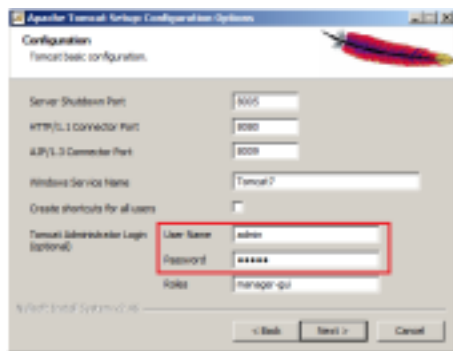 Apache Tomcat Setup: Configuration Options
Configuration
Tomcat basic configuration.
Server Shutdown Port 8005
HTTP/1.1 Connector Port 8080
AJP/1.3 Connector Port 8009
Windows Service Name Tomcat7
Create shortcuts for all users
Tomcat Administrator Login User Name admin
(optional)
Password •••••
Roles manager-gui
Nullsoft Install System v2.46
< Back Next > Cancel